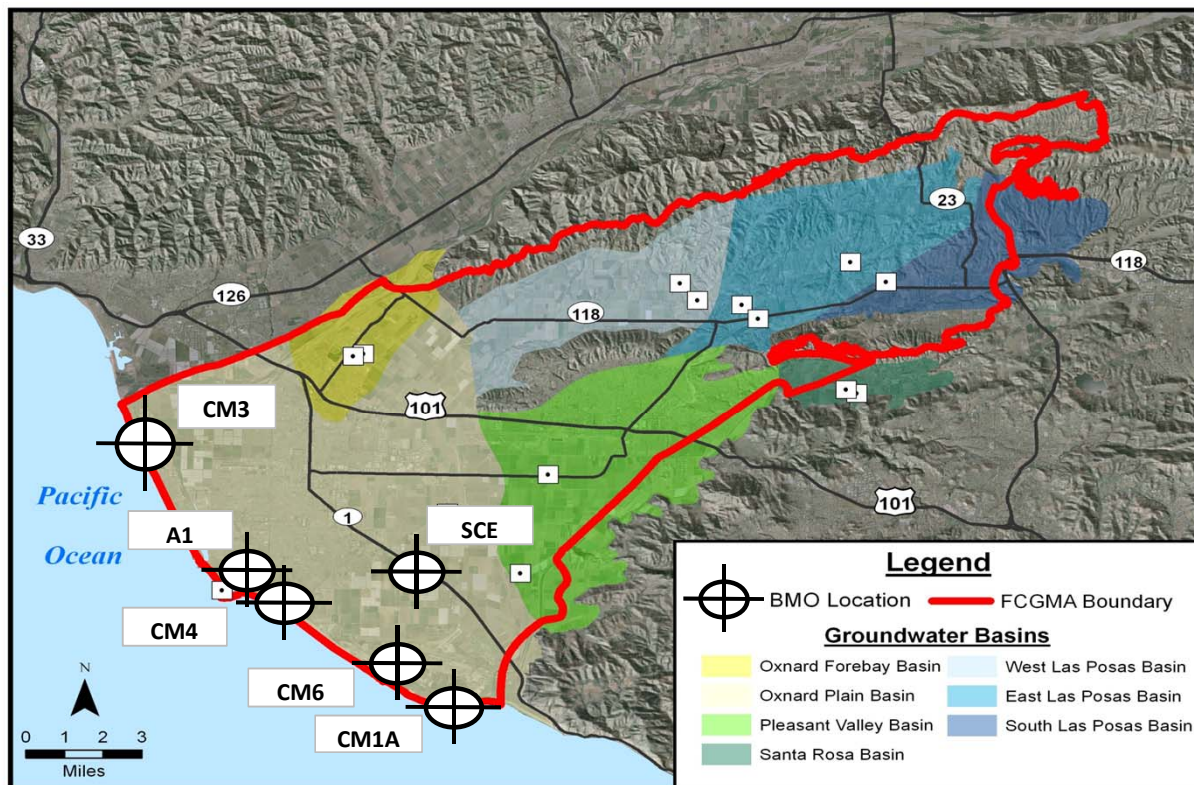 33
126
23
118
118
101
CM3
Pacific
Ocean
A1
1
SCE
101
CM4
CM6
CM1A
N
0 1 2 3
Miles
Legend
BMO Location
FCGMA Boundary
Groundwater Basins
Oxnard Forebay Basin
West Las Posas Basin
Oxnard Plain Basin
East Las Posas Basin
Pleasant Valley Basin
South Las Posas Basin
Santa Rosa Basin